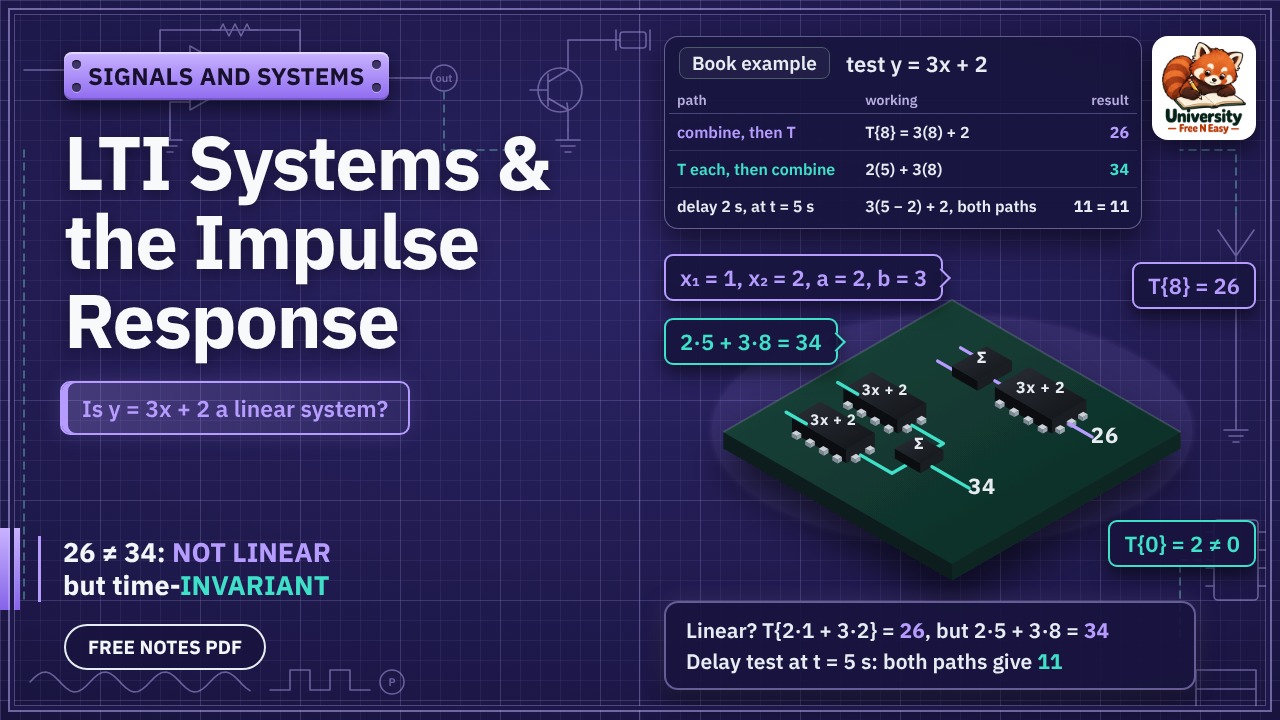 SIGNALS AND SYSTEMS
out
LTI Systems &
the Impulse
Response
Is y = 3x + 2 a linear system?
26 ≠ 34: NOT LINEAR
but time-INVARIANT
FREE NOTES PDF
P
Book example test y = 3x + 2
path working result
combine, then T T{8} = 3(8) + 2 26
T each, then combine 2(5) + 3(8) 34
delay 2 s, at t = 5 s 3(5 − 2) + 2, both paths 11 = 11
University
Free N Easy
x₁ = 1, x₂ = 2, a = 2, b = 3
T{8} = 26
2·5 + 3·8 = 34
Σ
3x + 2
3x + 2
3x + 2
Σ
26
34
T{0} = 2 ≠ 0
Linear? T{2·1 + 3·2} = 26, but 2·5 + 3·8 = 34
Delay test at t = 5 s: both paths give 11